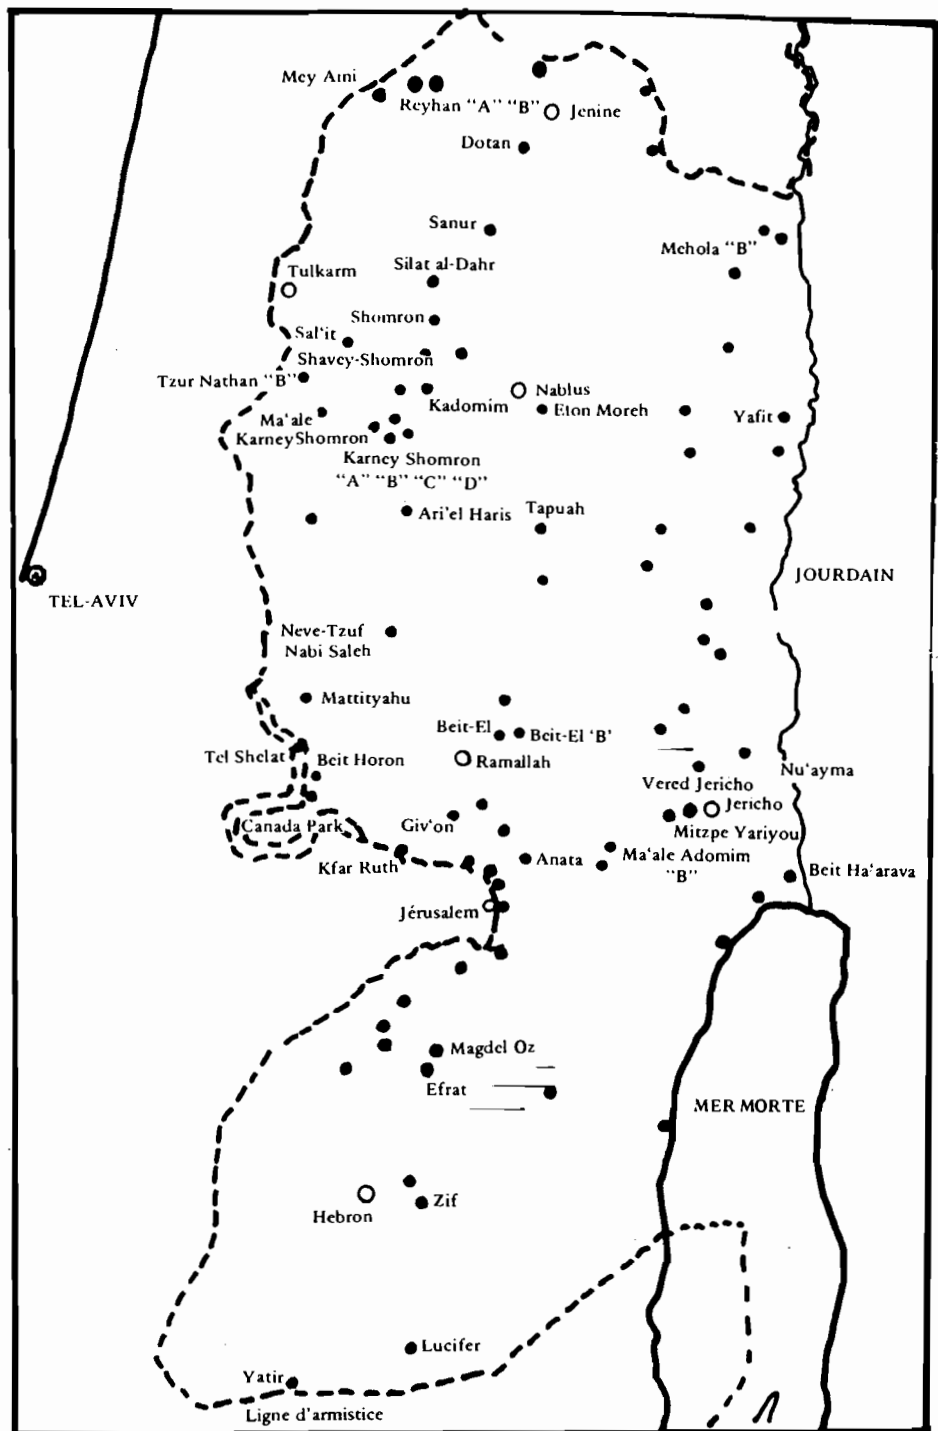 Mey Ami
Reyhan "A" "B"
Jenine
Dotan
Sanur
Mehola "B"
Silat al-Dahr
Tulkarm
Shomron
Sal'it
Shavey-Shomron
Tzur Nathan "B"
Nablus
Kadomim
Eton Moreh
Yafit
Ma'ale
Karney Shomron
Karney Shomron
"A" "B" "C" "D"
Ari'el Haris
Tapuah
JOURDAIN
TEL-AVIV
Neve-Tzuf
Nabi Saleh
Mattityahu
Beit-El
Beit-El 'B'
Tel Shelat
Beit Horon
Ramallah
Nu'ayma
Vered Jericho
Jericho
Canada Park
Giv'on
Mitzpe Yariyou
Kfar Ruth
Anata
Ma'ale Adomim
"B"
Beit Ha'arava
Jérusalem
Magdel Oz
Efrat
MER MORTE
Zif
Hebron
Lucifer
Yatir
Ligne d'armistice